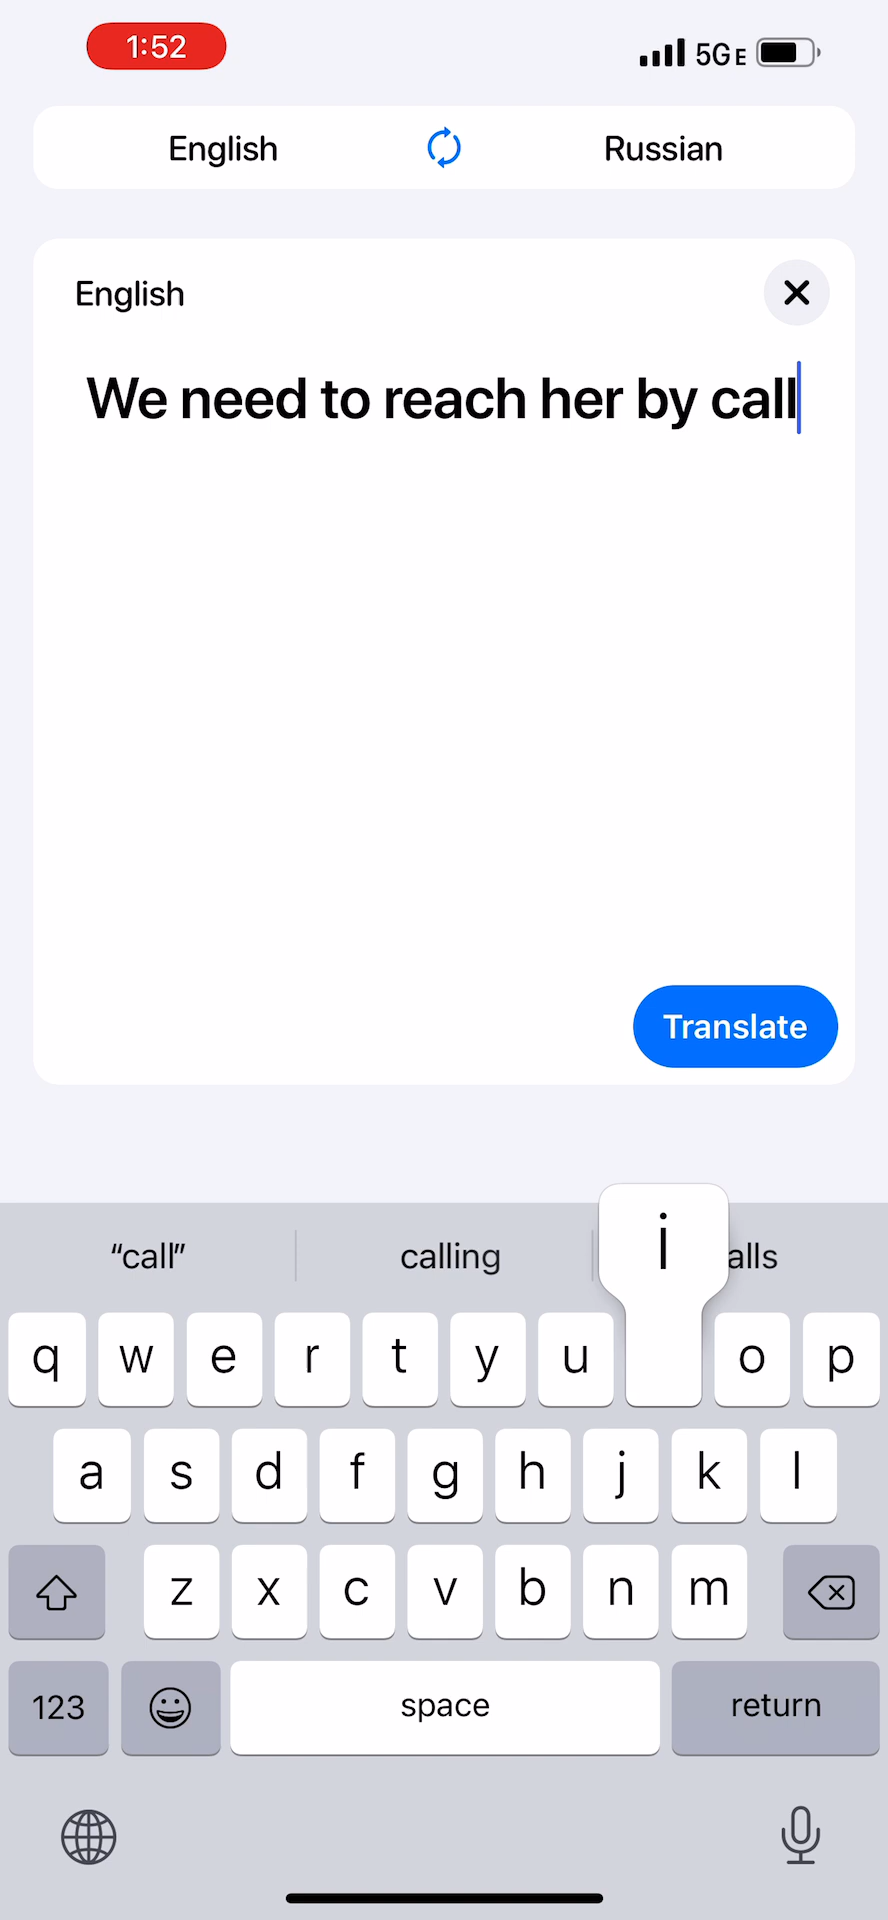 1:52 5GE
English Russian
English
We need to reach her by call
Translate
“call” calling alls
i
q w e r t y u o p
a s d f g h j k l
z x c v b n m
123 space return